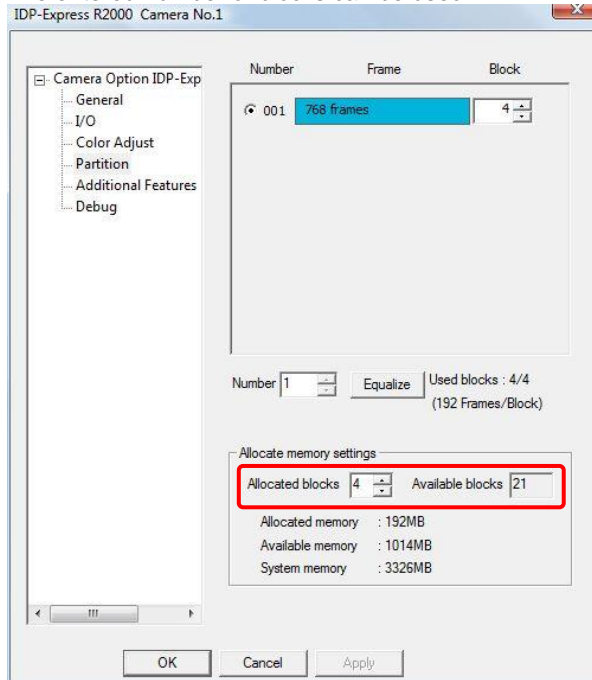 IDP-Express R2000 Camera No.1
Camera Option IDP-Exp
General
I/O
Color Adjust
Partition
Additional Features
Debug
Number Frame Block
001 768 frames 4
Number 1 Equalize Used blocks : 4/4
(192 Frames/Block)
Allocate memory settings
Allocated blocks 4 Available blocks 21
Allocated memory : 192MB
Available memory : 1014MB
System memory : 3326MB
OK Cancel Apply